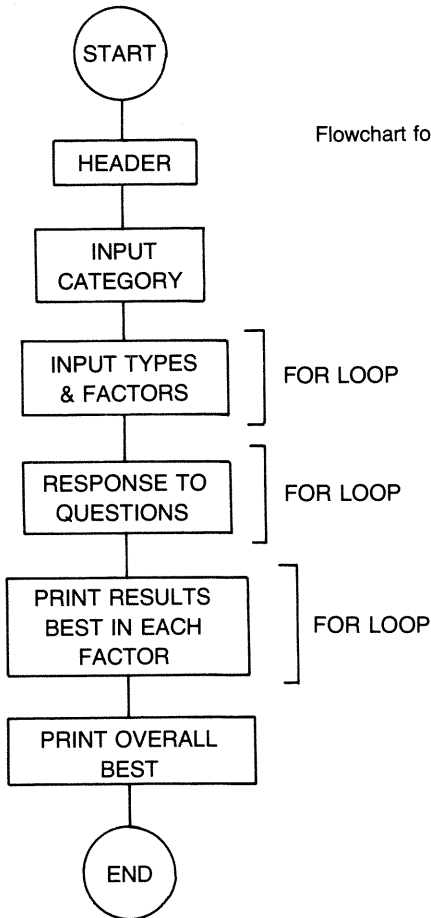 START
Flowchart fo
HEADER
INPUT
CATEGORY
INPUT TYPES
& FACTORS
FOR LOOP
RESPONSE TO
QUESTIONS
FOR LOOP
PRINT RESULTS
BEST IN EACH
FACTOR
FOR LOOP
PRINT OVERALL
BEST
END